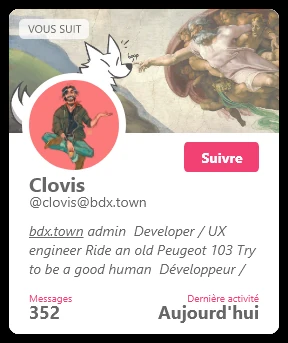 VOUS SUIT
boop
Suivre
Clovis
@clovis@bdx.town
bdx.town admin Developer / UX
engineer Ride an old Peugeot 103 Try
to be a good human Développeur /
Messages
Dernière activité
352
Aujourd'hui